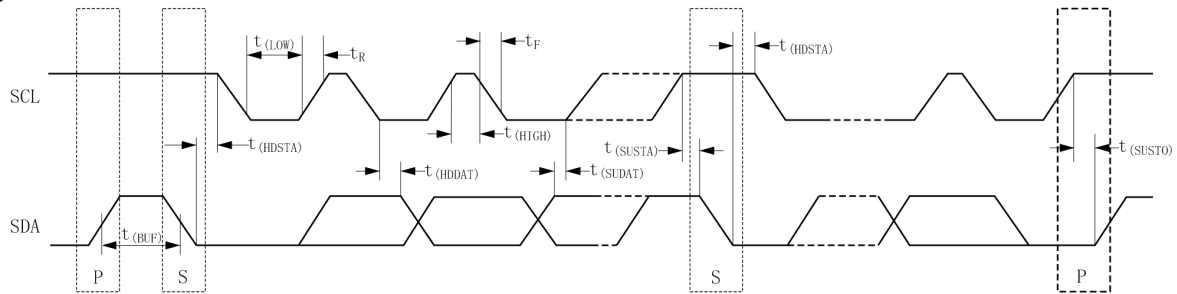 t(LOW)
tR
tF
t(HDSTA)
SCL
t(HDSTA)
t(HIGH)
t(SUSTA)
t(SUSTO)
t(HDDAT)
t(SUDAT)
SDA
t(BUF)
P
S
S
P